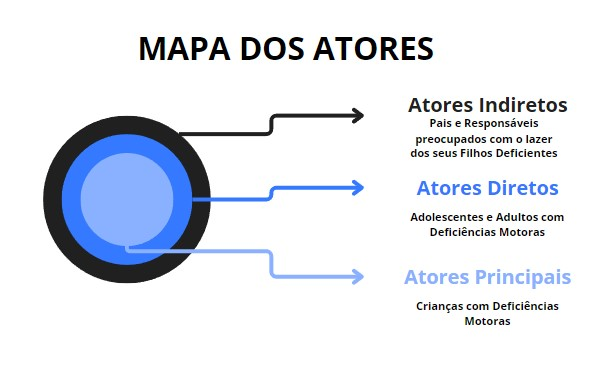 MAPA DOS ATORES
Atores Indiretos
Pais e Responsáveis
preocupados com o lazer
dos seus Filhos Deficientes
Atores Diretos
Adolescentes e Adultos com
Deficiências Motoras
Atores Principais
Crianças com Deficiências
Motoras